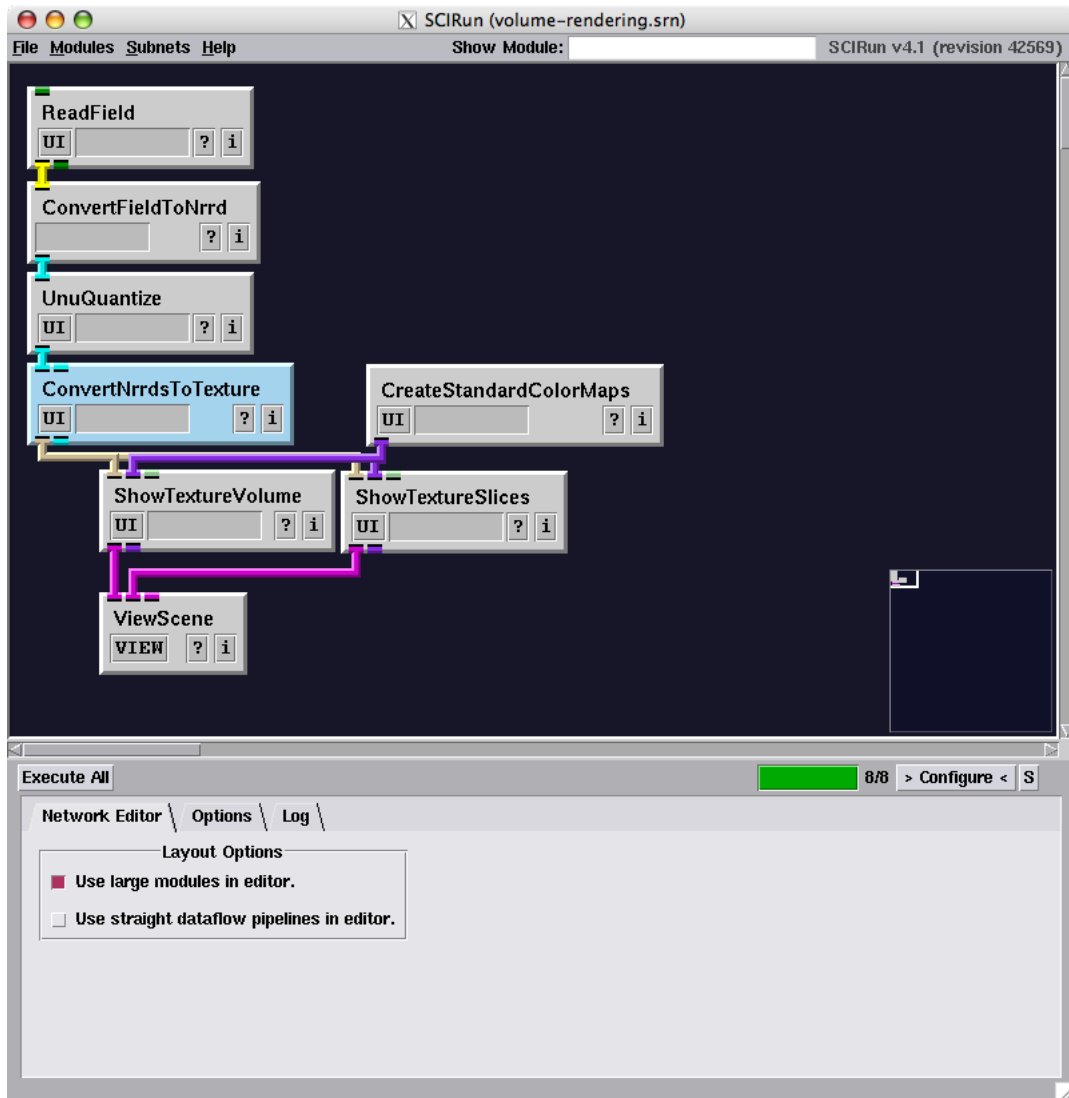 SCIRun (volume-rendering.srn)
File Modules Subnets Help Show Module: SCIRun v4.1 (revision 42569)
ReadField
UI ? i
ConvertFieldToNrrd
? i
UnuQuantize
UI ? i
ConvertNrrdsToTexture
UI ? i
CreateStandardColorMaps
UI ? i
ShowTextureVolume
UI ? i
ShowTextureSlices
UI ? i
ViewScene
VIEW ? i
Execute All 8/8 > Configure < S
Network Editor \ Options \ Log \
Layout Options
Use large modules in editor.
Use straight dataflow pipelines in editor.